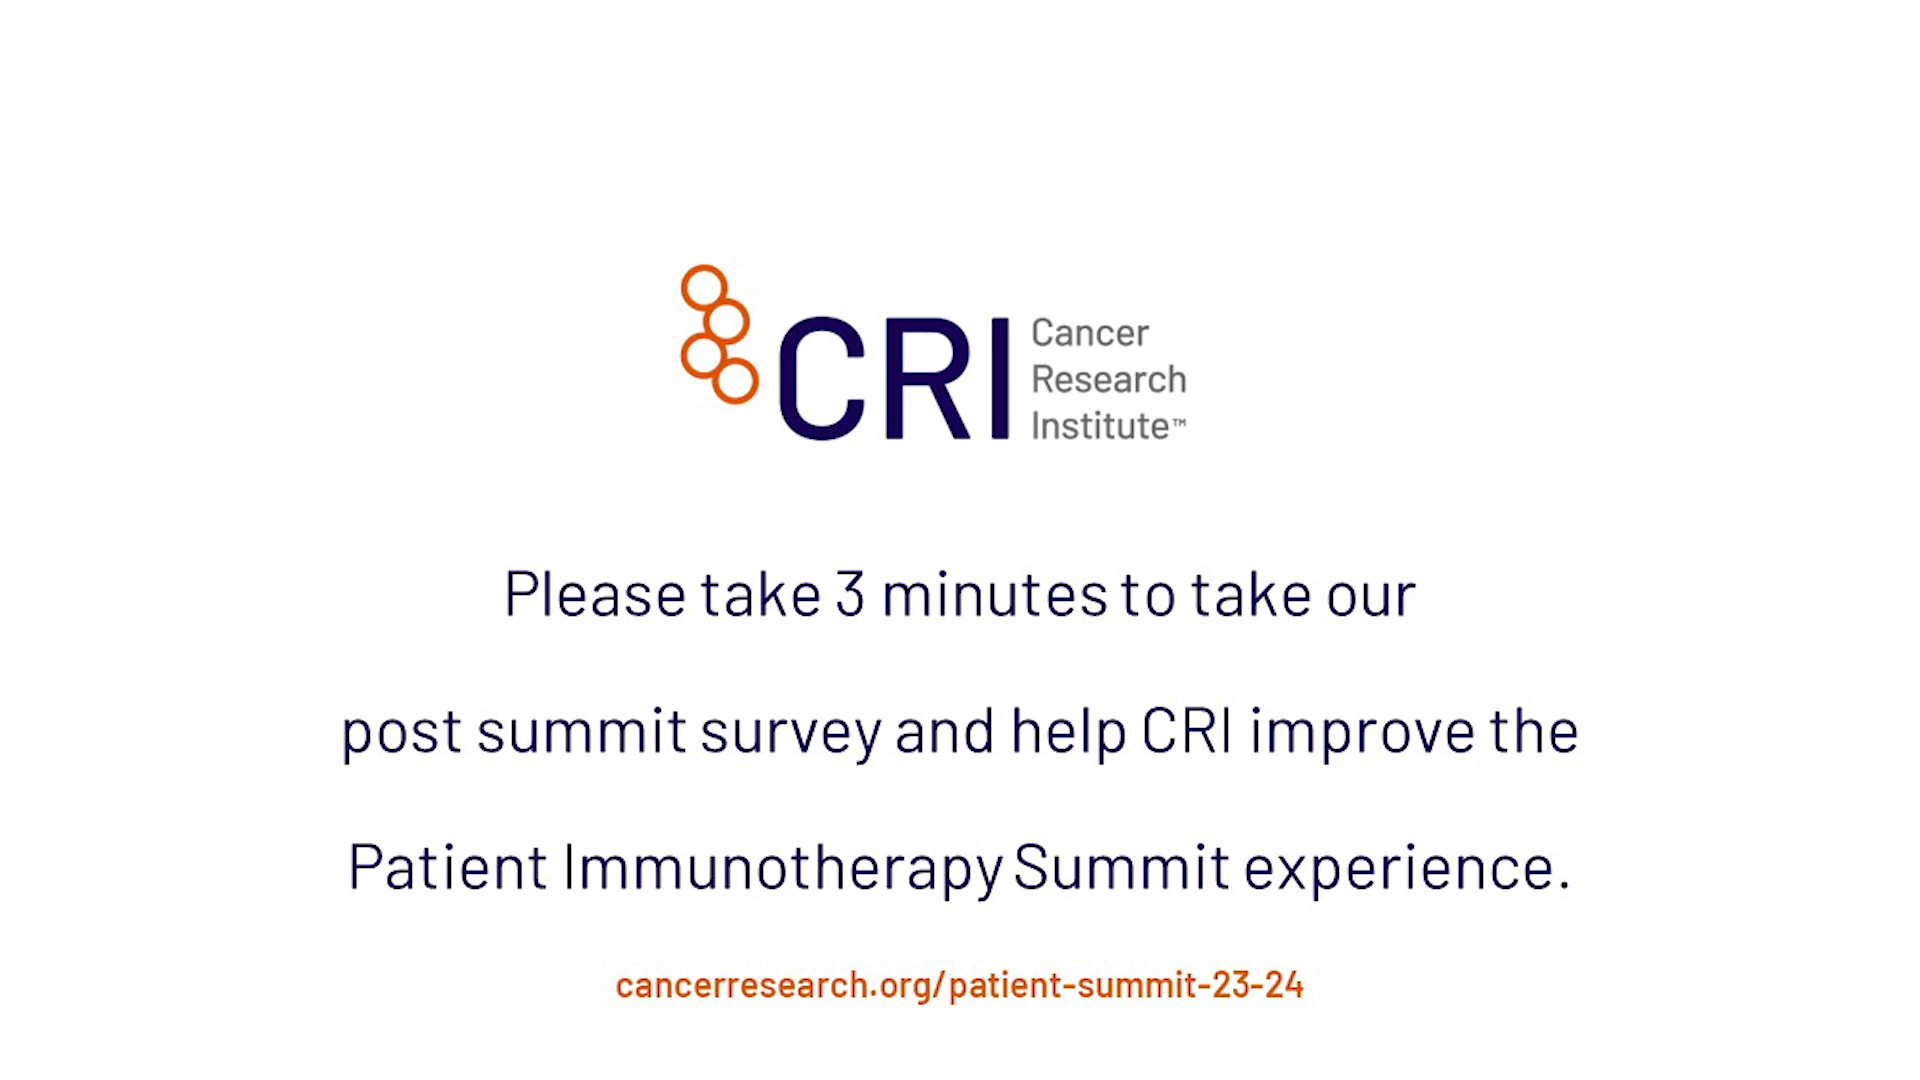 CRI
Cancer
Research
Institute™
Please take 3 minutes to take our
post summit survey and help CRI improve the
Patient Immunotherapy Summit experience.
cancerresearch.org/patient-summit-23-24